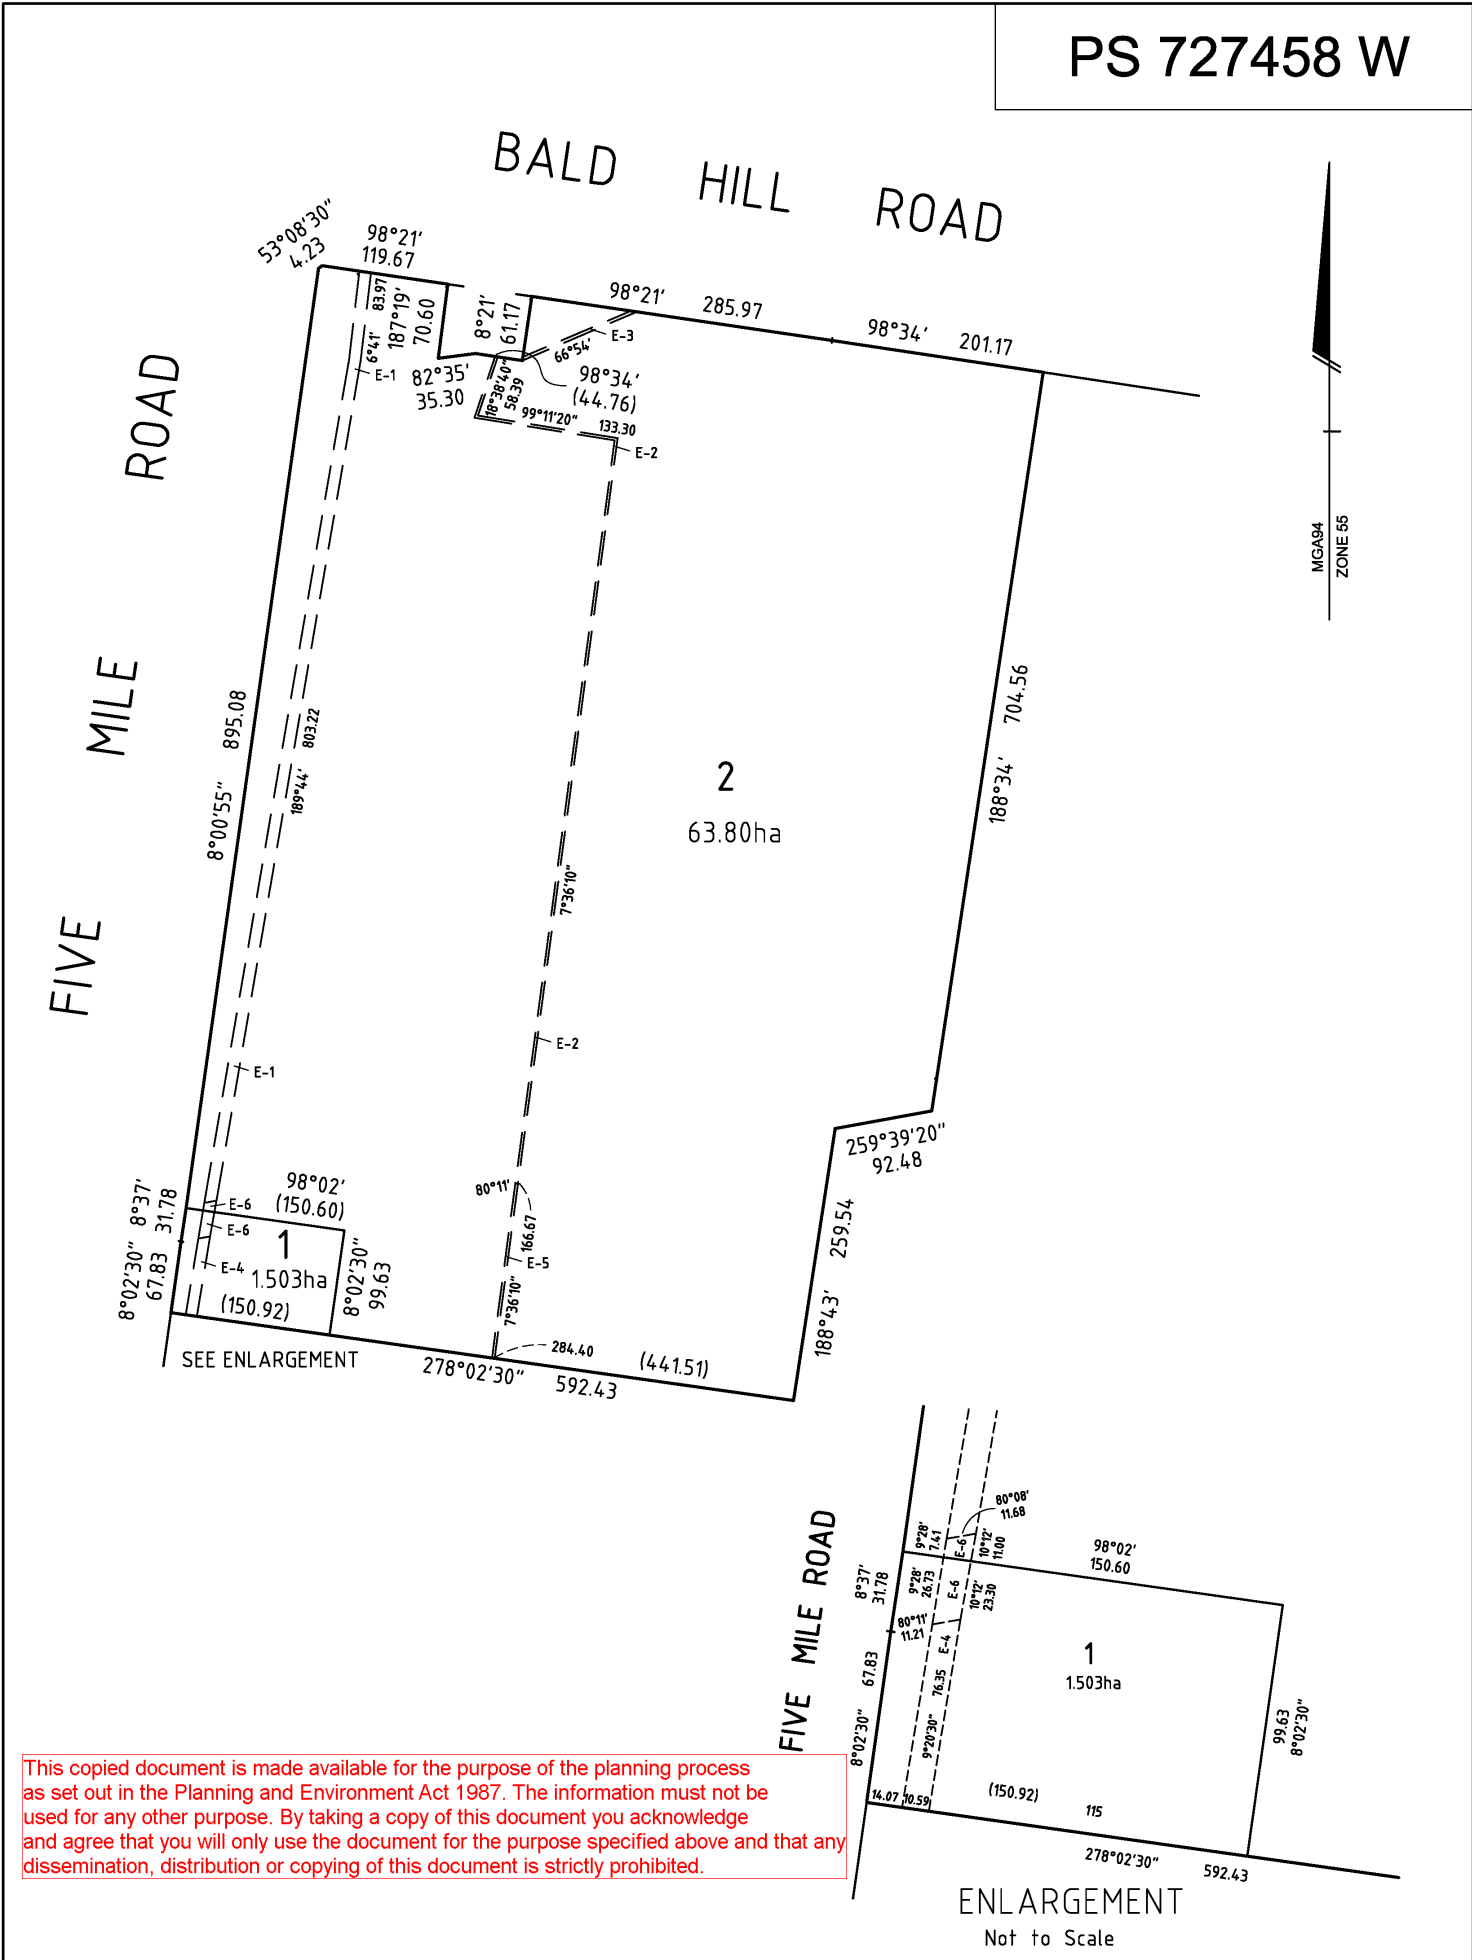 PS 727458 W
BALD HILL ROAD
53°08'30"
4.23
98°21'
119.67
83.97
6°41'
E-1
187°19'
70.60
8°21'
61.17
98°21' 285.97
E-3
66°54'
98°34' 201.17
82°35'
35.30
18°38'40"
58.39
98°34'
(44.76)
99°11'20" 133.30
E-2
MGA94
ZONE 55
FIVE MILE ROAD
8°00'55" 895.08
189°44' 803.22
2
63.80ha
188°34' 704.56
7°36'10"
E-2
E-1
259°39'20"
92.48
8°37'
31.78
98°02'
(150.60)
E-6
E-6
80°11'
166.67
E-5
8°02'30"
67.83
1
1.503ha
E-4
(150.92)
8°02'30"
99.63
7°36'10"
188°43' 259.54
SEE ENLARGEMENT
284.40
(441.51)
278°02'30" 592.43
FIVE MILE ROAD
80°08'
11.68
9°28'
7.41
E-6
10°12'
11.00
98°02'
150.60
8°37'
31.78
9°28'
26.73
E-6
10°12'
23.30
80°11'
11.21
E-4
1
1.503ha
8°02'30" 67.83
9°20'30" 76.35
99.63
8°02'30"
14.07 10.59
(150.92)
115
278°02'30" 592.43
ENLARGEMENT
Not to Scale
This copied document is made available for the purpose of the planning process
as set out in the Planning and Environment Act 1987. The information must not be
used for any other purpose. By taking a copy of this document you acknowledge
and agree that you will only use the document for the purpose specified above and that any
dissemination, distribution or copying of this document is strictly prohibited.